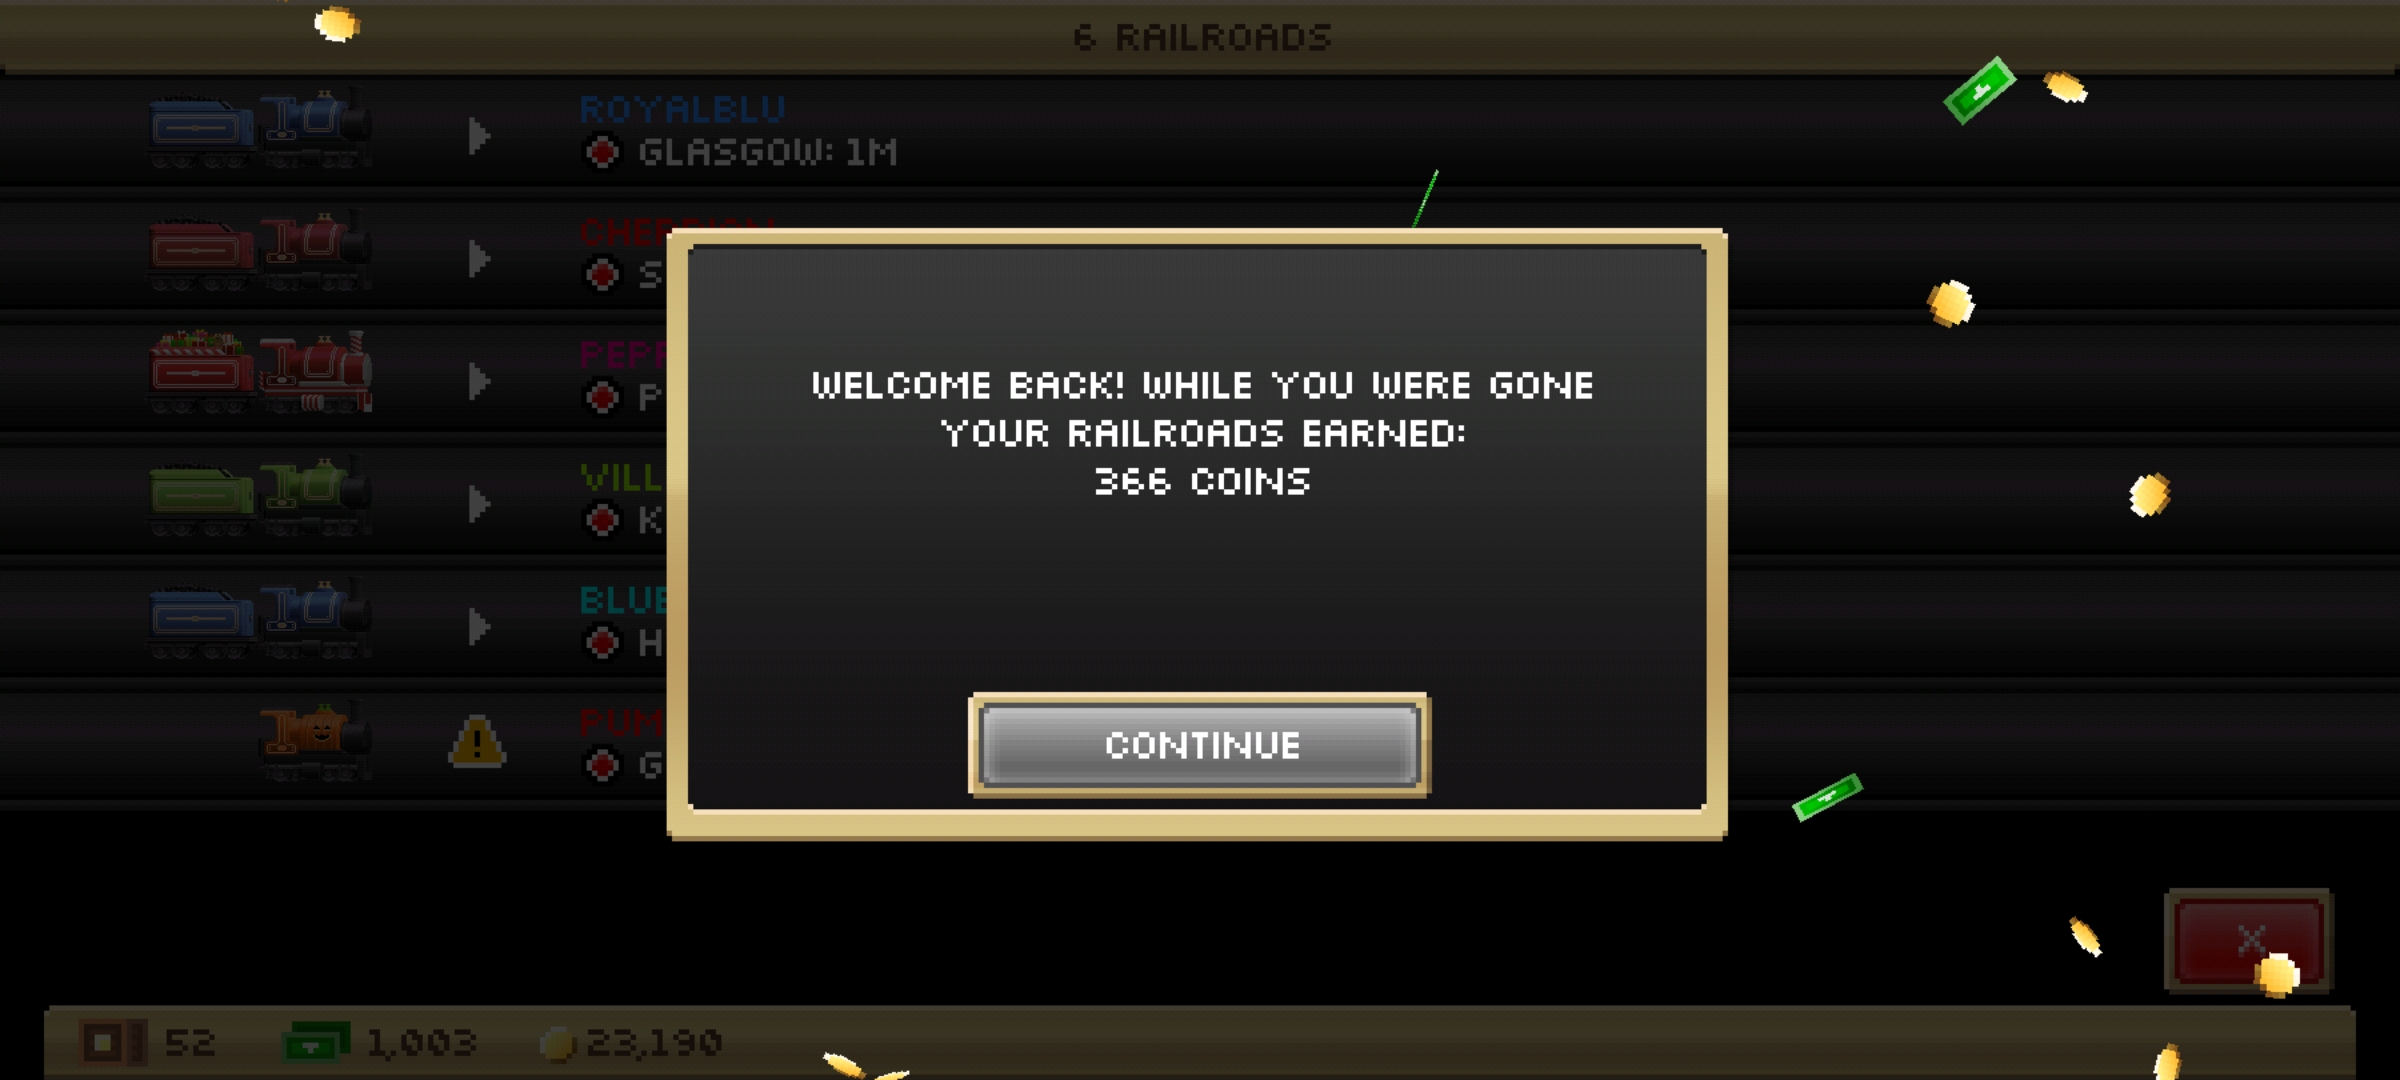 6 RAILROADS
ROYALBLU
GLASGOW: 1M
WELCOME BACK! WHILE YOU WERE GONE
YOUR RAILROADS EARNED:
366 COINS
CONTINUE
X
52 1,003 23,190